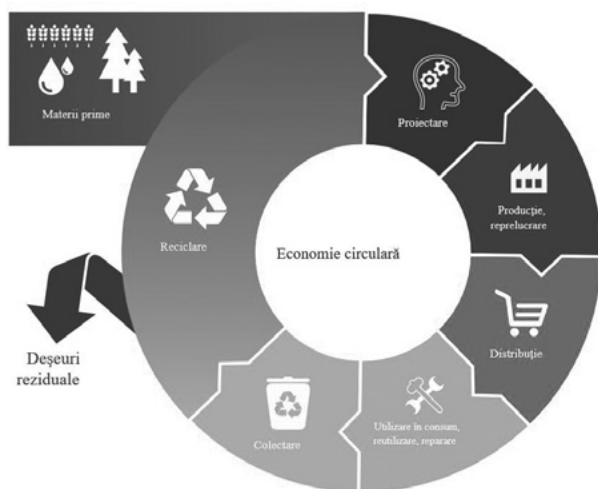 Materii prime
Proiectare
Producție,
reprelucrare
Distribuție
Utilizare în consum,
reutilizare, reparare
Colectare
Reciclare
Deșeuri
reziduale
Economie circulară